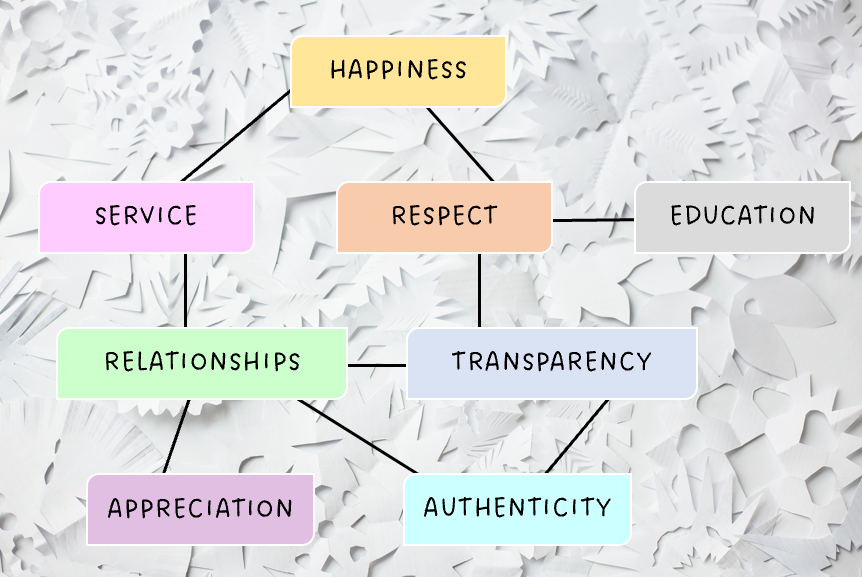 HAPPINESS
SERVICE
RESPECT
EDUCATION
RELATIONSHIPS
TRANSPARENCY
APPRECIATION
AUTHENTICITY